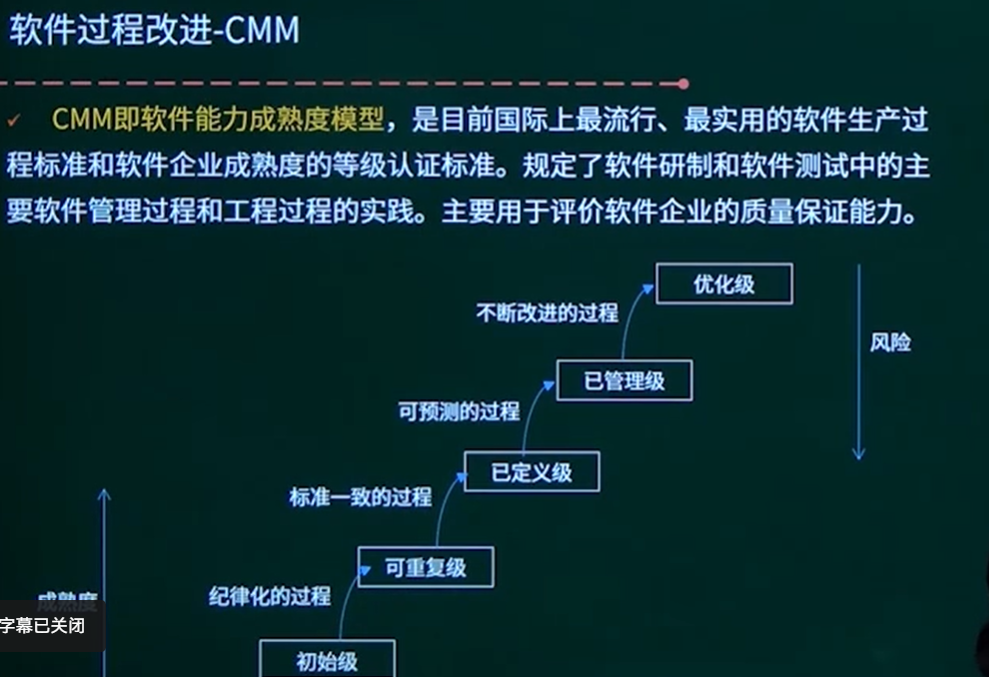 软件过程改进-CMM
✓ CMM即软件能力成熟度模型，是目前国际上最流行、最实用的软件生产过
程标准和软件企业成熟度的等级认证标准。规定了软件研制和软件测试中的主
要软件管理过程和工程过程的实践。主要用于评价软件企业的质量保证能力。
优化级
不断改进的过程
风险
已管理级
可预测的过程
已定义级
标准一致的过程
可重复级
纪律化的过程
成熟度
字幕已关闭
初始级